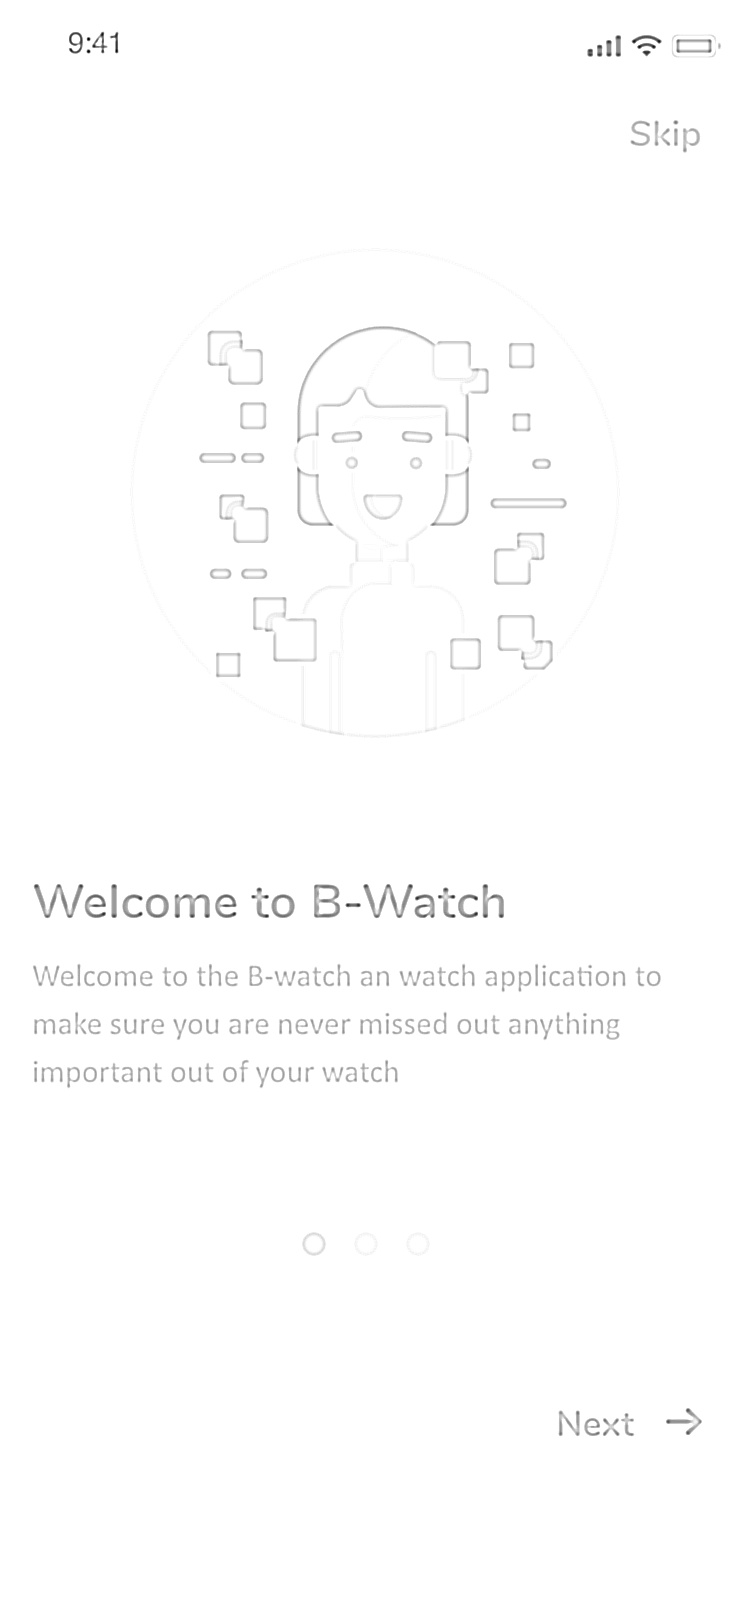 9:41
Skip
Welcome to B-Watch
Welcome to the B-watch an watch application to
make sure you are never missed out anything
important out of your watch
Next